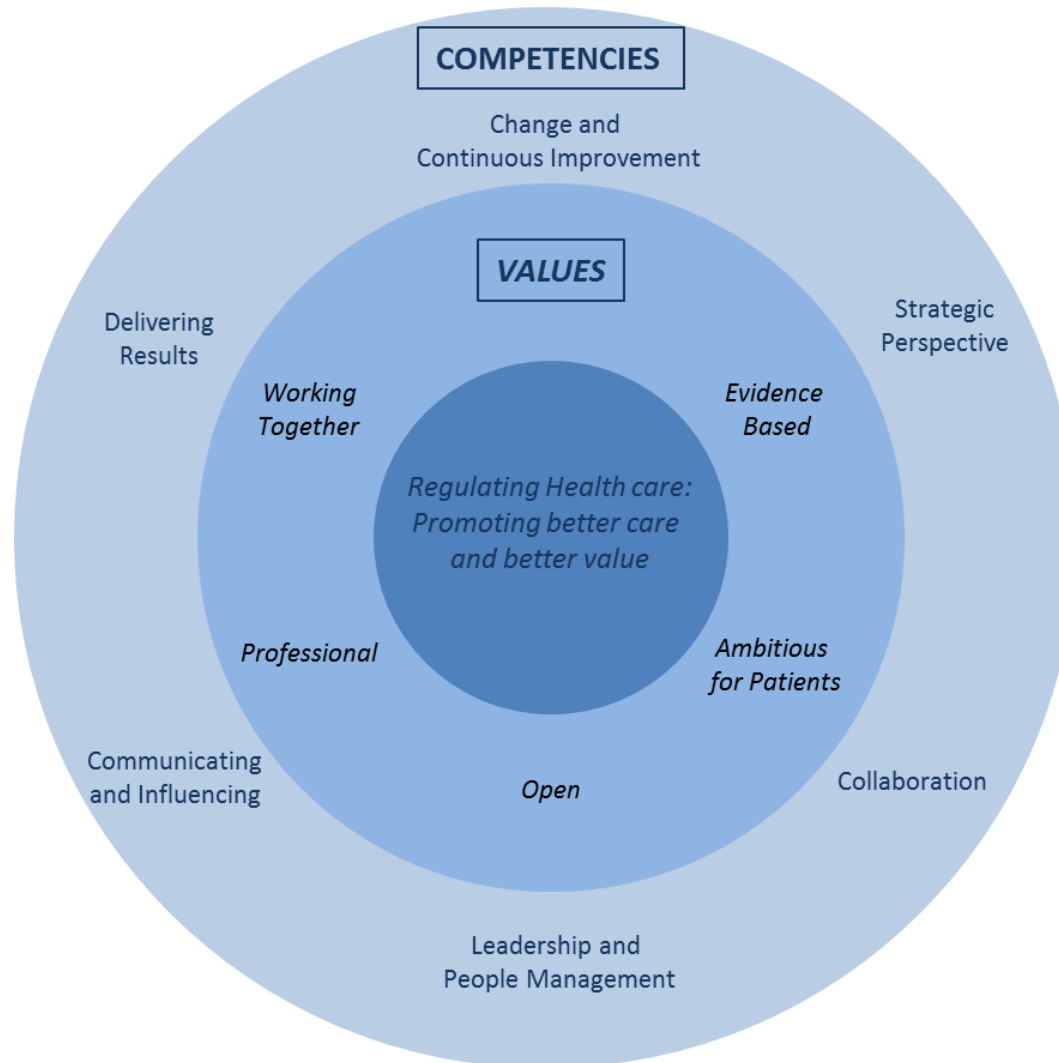 COMPETENCIES
Change and
Continuous Improvement
VALUES
Delivering
Results
Strategic
Perspective
Working
Together
Evidence
Based
Regulating Health care:
Promoting better care
and better value
Professional
Ambitious
for Patients
Communicating
and Influencing
Open
Collaboration
Leadership and
People Management